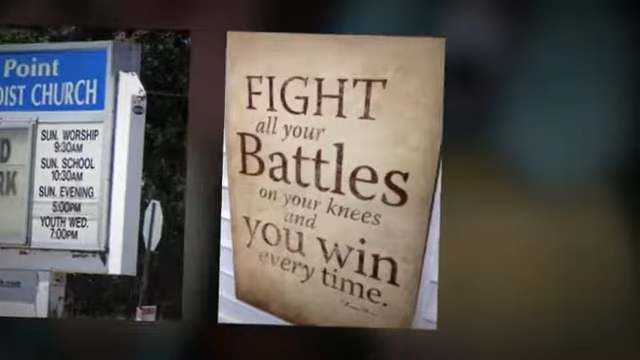 Point
DIST CHURCH
SUN. WORSHIP
9:30AM
SUN. SCHOOL
10:30AM
SUN. EVENING
5:00PM
YOUTH WED.
7:00PM
FIGHT
all your
Battles
on your knees
and
you win
every time.